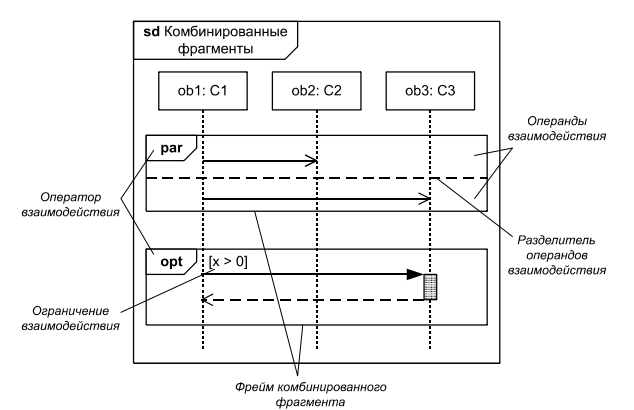 sd Комбинированные
фрагменты
ob1: C1
ob2: C2
ob3: C3
Операнды
взаимодействия
par
Оператор
взаимодействия
Разделитель
операндов
взаимодействия
opt
[x > 0]
Ограничение
взаимодействия
Фрейм комбинированного
фрагмента